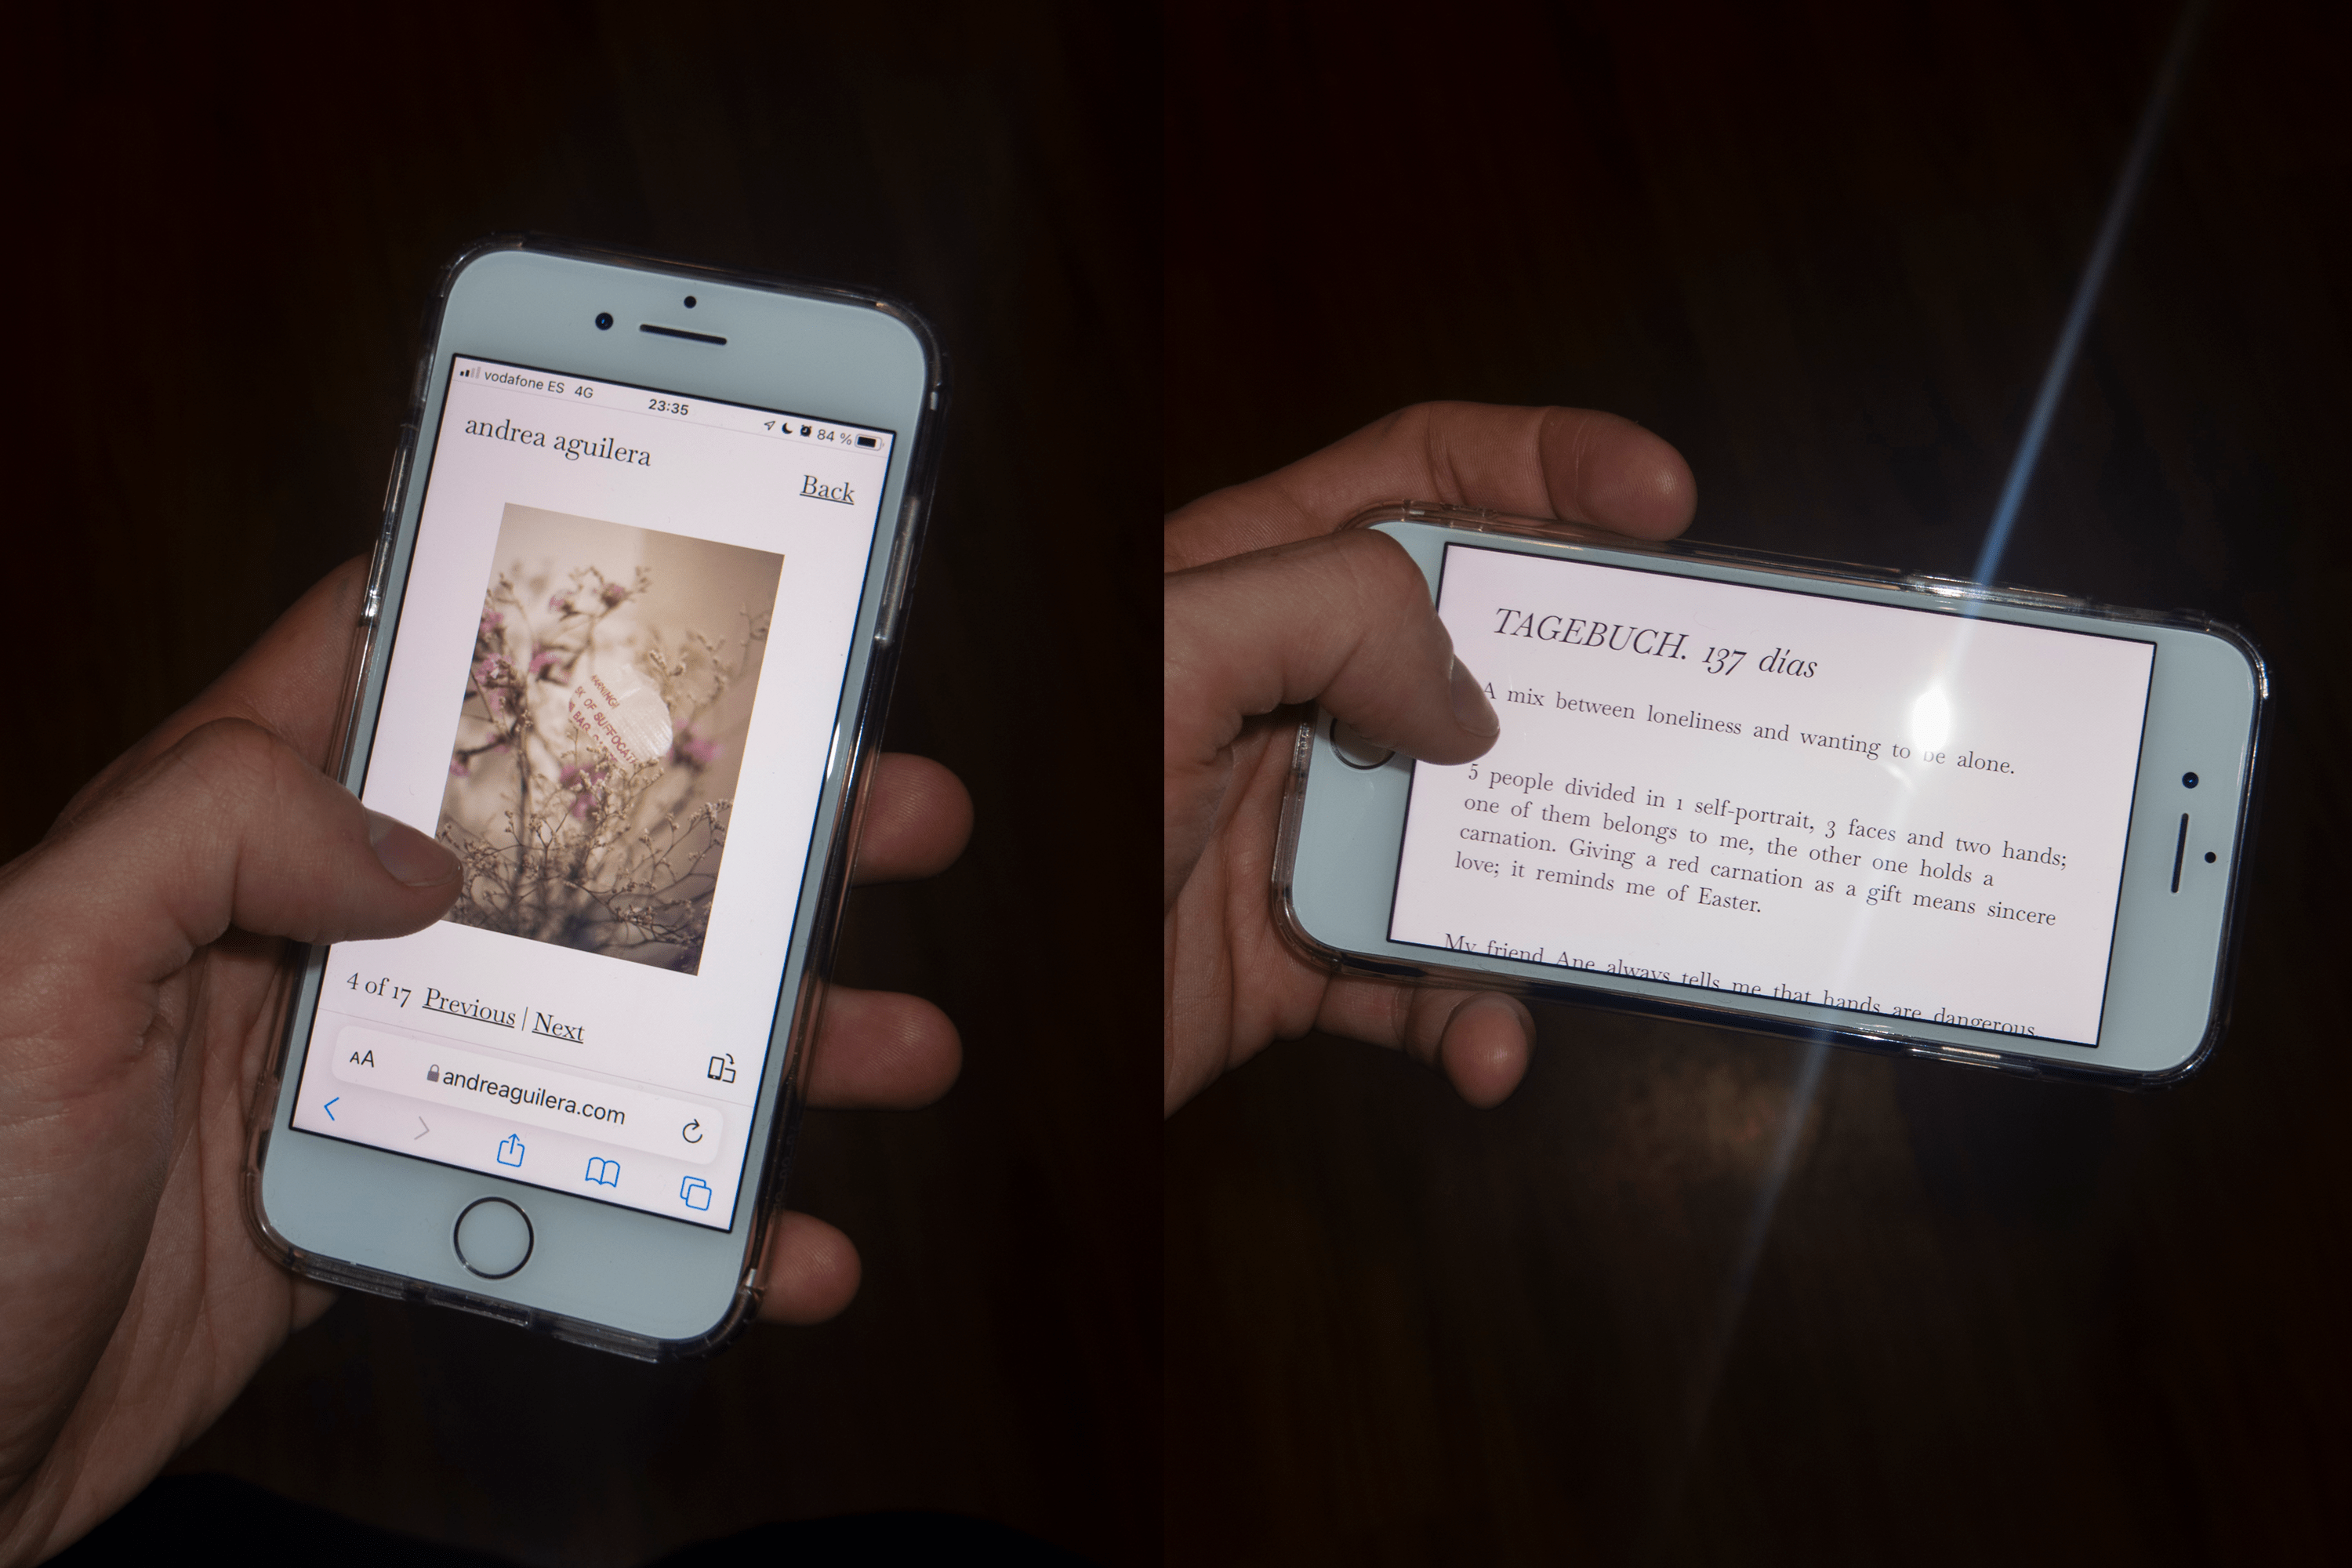 vodafone ES 4G 23:35 84 %
andrea aguilera
Back
WARNING!
OF SUFFOCAT
BAG
4 of 17 Previous | Next
AA andreaguilera.com
TAGEBUCH. 137 días
A mix between loneliness and wanting to be alone.
5 people divided in 1 self-portrait, 3 faces and two hands;
one of them belongs to me, the other one holds a
carnation. Giving a red carnation as a gift means sincere
love; it reminds me of Easter.
My friend Ane always tells me that hands are dangerous